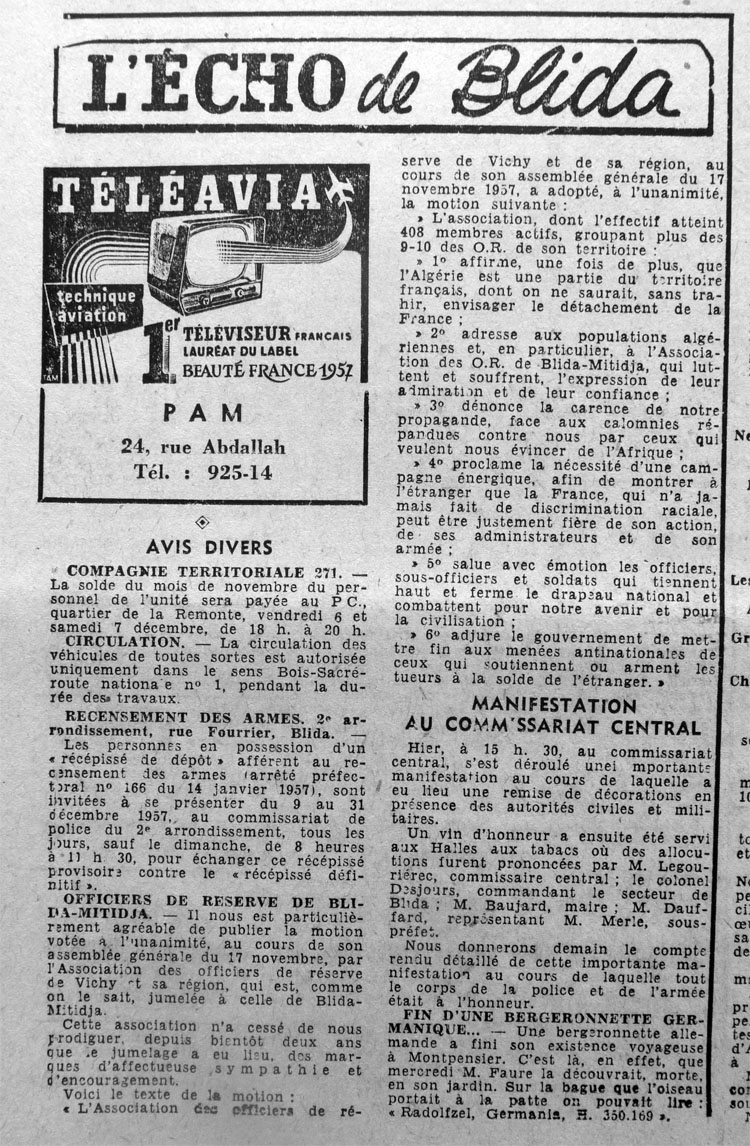 L'ÉCHO de Blida
TÉLÉAVIA
technique
aviation
1er TÉLÉVISEUR FRANCAIS
LAURÉAT DU LABEL
BEAUTÉ FRANCE 1957
TAM
PAM
24, rue Abdallah
Tél. : 925-14
AVIS DIVERS
COMPAGNIE TERRITORIALE 271. —
La solde du mois de novembre du per-
sonnel de l'unité sera payée au P C.,
quartier de la Remonte, vendredi 6 et
samedi 7 décembre, de 18 h. à 20 h.
CIRCULATION. — La circulation des
véhicules de toutes sortes est autorisée
uniquement dans le sens Bois-Sacré-
route nationa e n° 1, pendant la du-
rée des travaux.
RECENSEMENT DES ARMES. 2e ar-
rondissement, rue Fourrier, Blida. —
Les personnes en possession d'un
« récépissé de dépôt » afférent au re-
censement des armes (arrêté préfec-
toral n° 166 du 14 janvier 1957), sont
invitées à se présenter du 9 au 31
décembre 1957, au commissariat de
police du 2e arrondissement, tous les
jours, sauf le dimanche, de 8 heures
à 11 h 30, pour échanger ce récépissé
provisoire contre le « récépissé défi-
nitif ».
OFFICIERS DE RESERVE DE BLI-
DA-MITIDJA. — Il nous est particuliè-
rement agréable de publier la motion
votée à l'unanimité, au cours de son
assemblée générale du 17 novembre, par
l'Association des officiers de réserve
de Vichy et sa région, qui est, comme
on le sait, jumelée à celle de Blida-
Mitidja.
Cette association n'a cessé de nous
prodiguer, depuis bientôt deux ans
que le jumelage a eu lieu, des mar-
ques d'affectueuse sympathie et
d'encouragement.
Voici le texte de la motion :
« L'Association des officiers de ré-
serve de Vichy et de sa région, au
cours de son assemblée générale du 17
novembre 1957, a adopté, à l'unanimité,
la motion suivante :
» L'association, dont l'effectif atteint
408 membres actifs, groupant plus des
9-10 des O.R. de son territoire :
» 1° affirme, une fois de plus, que
l'Algérie est une partie du territoire
français, dont on ne saurait, sans tra-
hir, envisager le détachement de la
France ;
» 2° adresse aux populations algé-
riennes et, en particulier, à l'Associa-
tion des O.R. de Blida-Mitidja, qui lut-
tent et souffrent, l'expression de leur
admiration et de leur confiance ;
» 3° dénonce la carence de notre
propagande, face aux calomnies ré-
pandues contre nous par ceux qui
veulent nous évincer de l'Afrique ;
» 4° proclame la nécessité d'une cam-
pagne énergique, afin de montrer à
l'étranger que la France, qui n'a ja-
mais fait de discrimination raciale,
peut être justement fière de son action,
de ses administrateurs et de son
armée ;
» 5° salue avec émotion les officiers,
sous-officiers et soldats qui tiennent
haut et ferme le drapeau national et
combattent pour notre avenir et pour
la civilisation ;
» 6° adjure le gouvernement de met-
tre fin aux menées antinationales de
ceux qui soutiennent ou arment les
tueurs à la solde de l'étranger. »
MANIFESTATION
AU COMM'SSARIAT CENTRAL
Hier, à 15 h. 30, au commissariat
central, s'est déroulé unei mportante
manifestation au cours de laquelle a
eu lieu une remise de décorations en
présence des autorités civiles et mili-
taires.
Un vin d'honneur a ensuite été servi
aux Halles aux tabacs où des allocu-
tions furent prononcées par M. Legou-
riérec, commissaire central ; le colonel
Desjours, commandant le secteur de
Blida ; M. Baujard, maire ; M. Dauf-
fard, représentant M. Merle, sous-
préfet.
Nous donnerons demain le compte
rendu détaillé de cette importante ma-
nifestation au cours de laquelle tout
le corps de la police et de l'armée
était à l'honneur.
FIN D'UNE BERGERONNETTE GER-
MANIQUE... — Une bergeronnette alle-
mande a fini son existence voyageuse
à Montpensier. C'est là, en effet, que
mercredi M. Faure la découvrait, morte,
en son jardin. Sur la bague que l'oiseau
portait à la patte on pouvait lire :
« Radolfzel, Germania, H. 350.169 ».